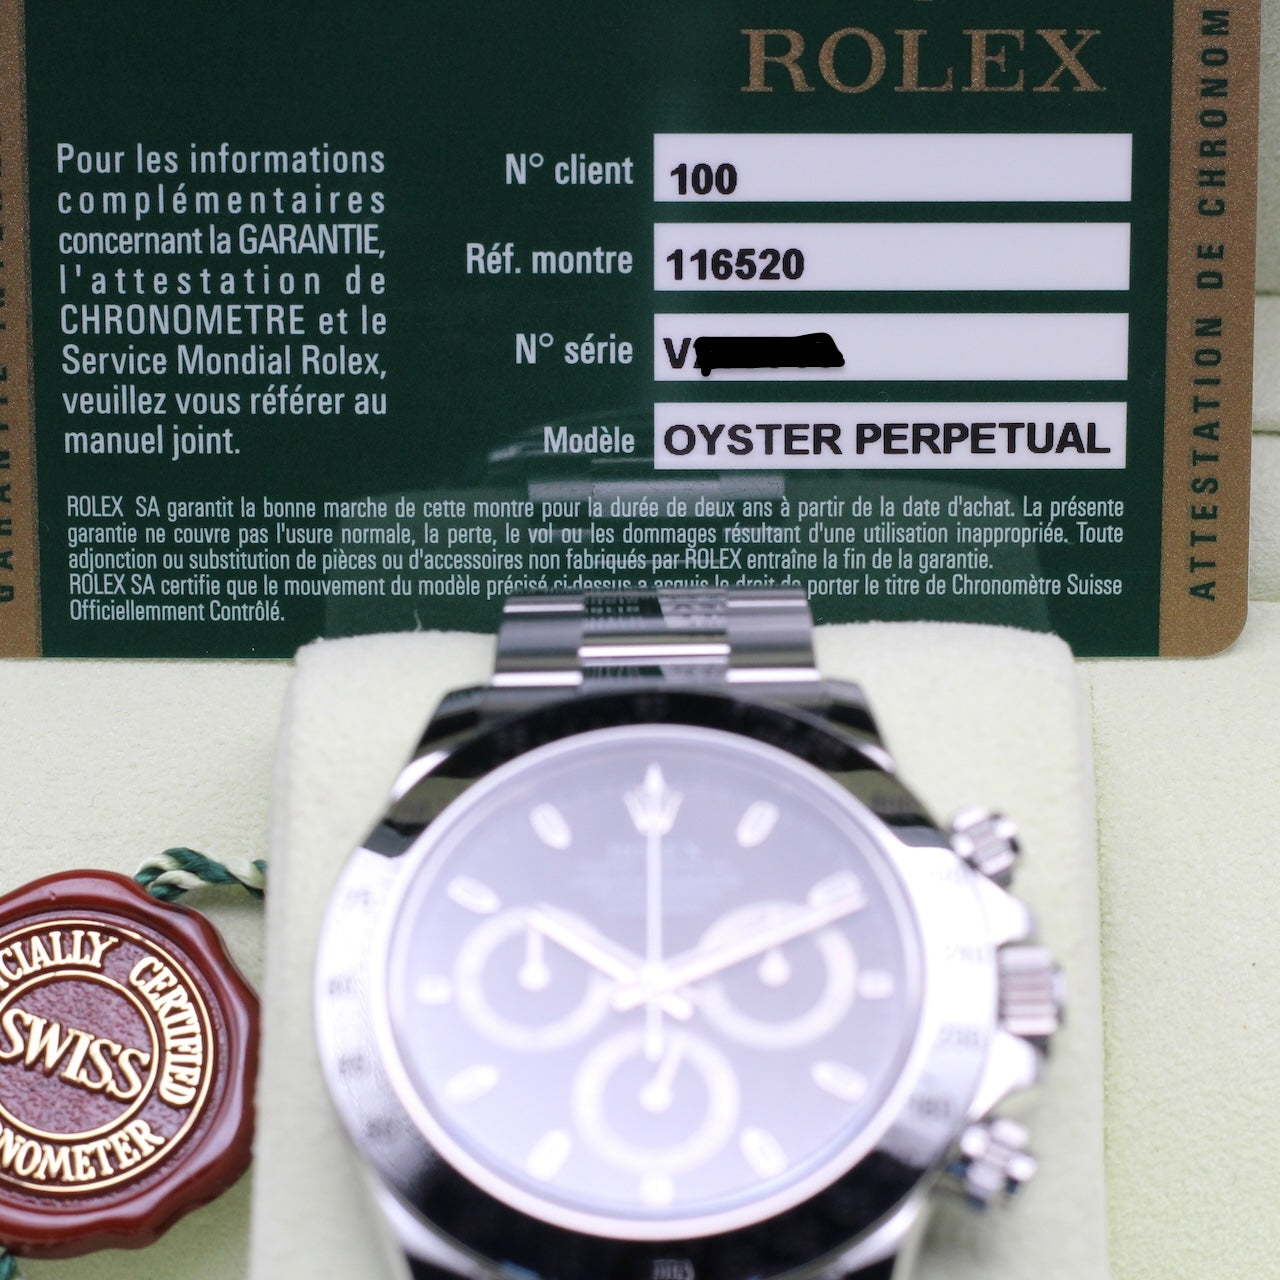 ROLEX
Pour les informations
complémentaires
concernant la GARANTIE,
l'attestation de
CHRONOMETRE et le
Service Mondial Rolex,
veuillez vous référer au
manuel joint.
N° client 100
Réf. montre 116520
N° série V
Modèle OYSTER PERPETUAL
ROLEX SA garantit la bonne marche de cette montre pour la durée de deux ans à partir de la date d'achat. La présente
garantie ne couvre pas l'usure normale, la perte, le vol ou les dommages résultant d'une utilisation inappropriée. Toute
adjonction ou substitution de pièces ou d'accessoires non fabriqués par ROLEX entraîne la fin de la garantie.
ROLEX SA certifie que le mouvement du modèle précisé ci-dessus a acquis le droit de porter le titre de Chronomètre Suisse
Officiellemment Contrôlé.
ATTESTATION DE CHRONOM
CIALLY CERTIFIED
SWISS
NOMETER